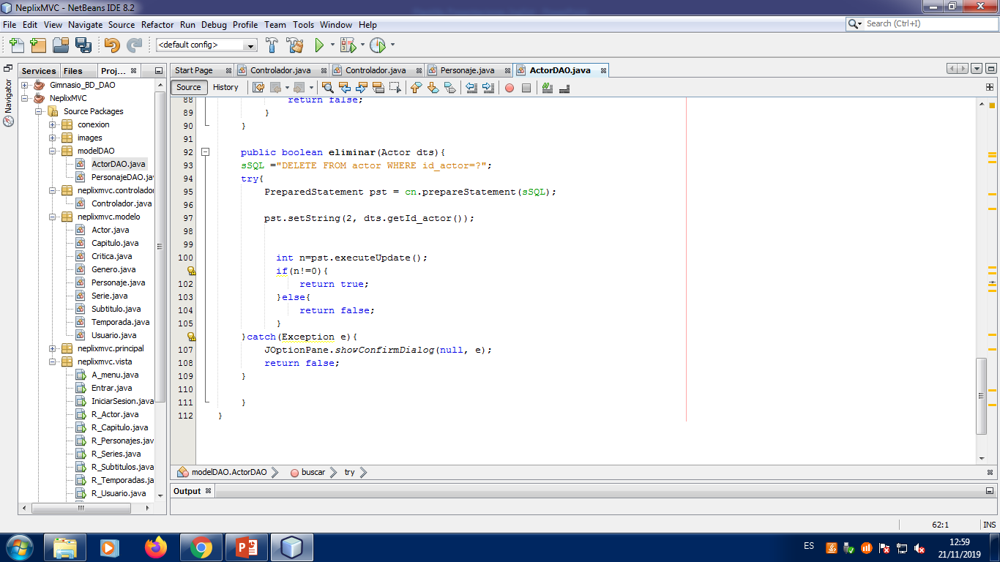 NeplixMVC - NetBeans IDE 8.2
File Edit View Navigate Source Refactor Run Debug Profile Team Tools Window Help
Search (Ctrl+I)
<default config>
Services Files Proj...
Start Page Controlador.java Controlador.java Personaje.java ActorDAO.java
Navigator
Source History
Gimnasio_BD_DAO
NeplixMVC
Source Packages
conexion
images
modelDAO
ActorDAO.java
PersonajeDAO.jav
neplixmvc.controlador
Controlador.java
neplixmvc.modelo
Actor.java
Capitulo.java
Critica.java
Genero.java
Personaje.java
Serie.java
Subtitulo.java
Temporada.java
Usuario.java
neplixmvc.principal
neplixmvc.vista
A_menu.java
Entrar.java
IniciarSesion.java
R_Actor.java
R_Capitulo.java
R_Personajes.jav
R_Series.java
R_Subtitulos.java
R_Temporadas.ja
R_Usuario.java
88 return false;
89 }
90 }
91
92 public boolean eliminar(Actor dts){
93 sSQL ="DELETE FROM actor WHERE id_actor=?";
94 try{
95 PreparedStatement pst = cn.prepareStatement(sSQL);
96
97 pst.setString(2, dts.getId_actor());
98
99
100 int n=pst.executeUpdate();
if(n!=0){
102 return true;
103 }else{
104 return false;
105 }
}catch(Exception e){
107 JOptionPane.showConfirmDialog(null, e);
108 return false;
109 }
110
111 }
112 }
modelDAO.ActorDAO buscar try
Output
62:1 INS
ES
12:59
21/11/2019